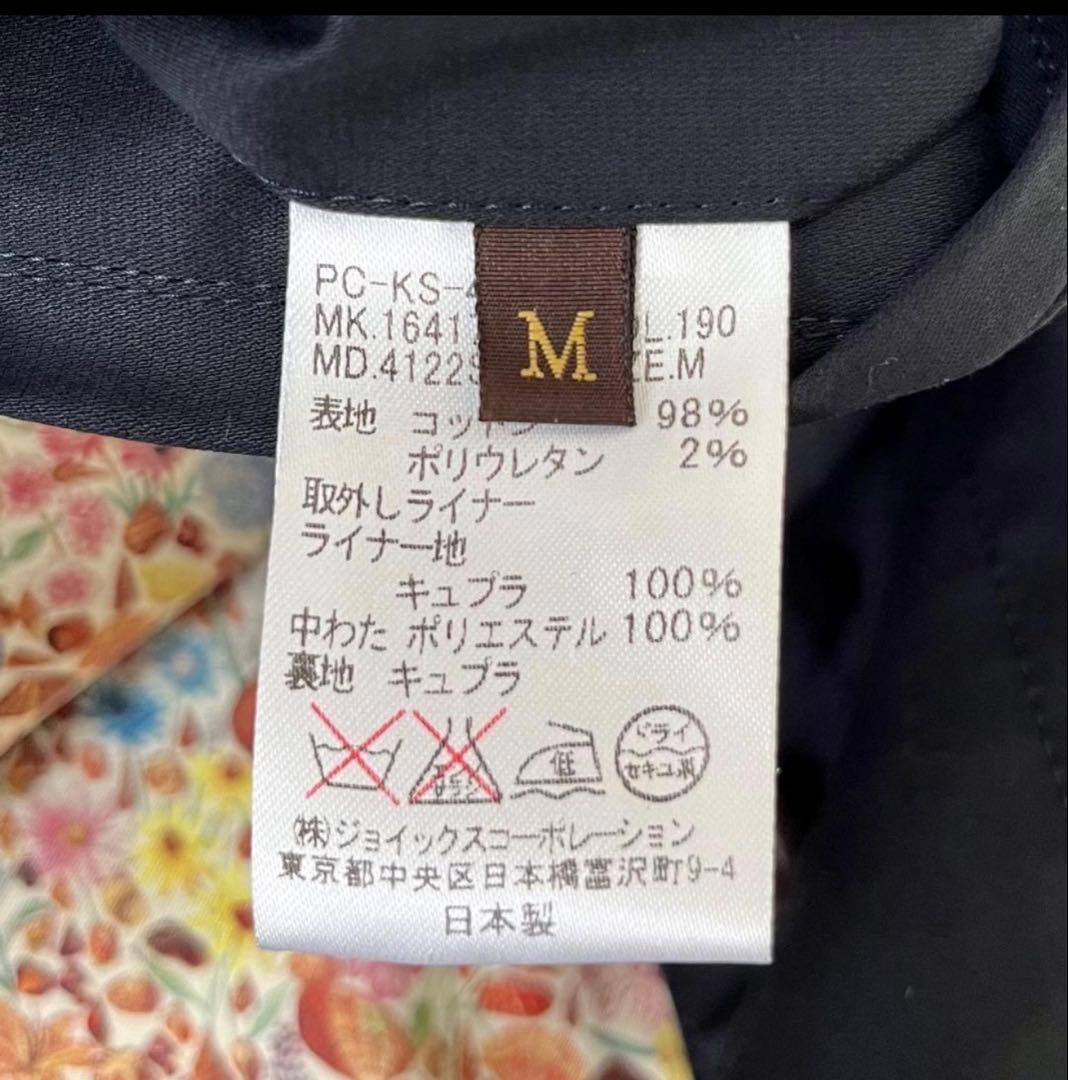 PC-KS-
MK.1641 L.190
MD.4122 ZE.M
M
表地 コットン 98%
ポリウレタン 2%
取外しライナー
ライナー地
キュプラ 100%
中わた ポリエステル 100%
裏地 キュプラ
低
ドライ
セキユ系
(株)ジョイックスコーポレーション
東京都中央区日本橋富沢町9-4
日本製